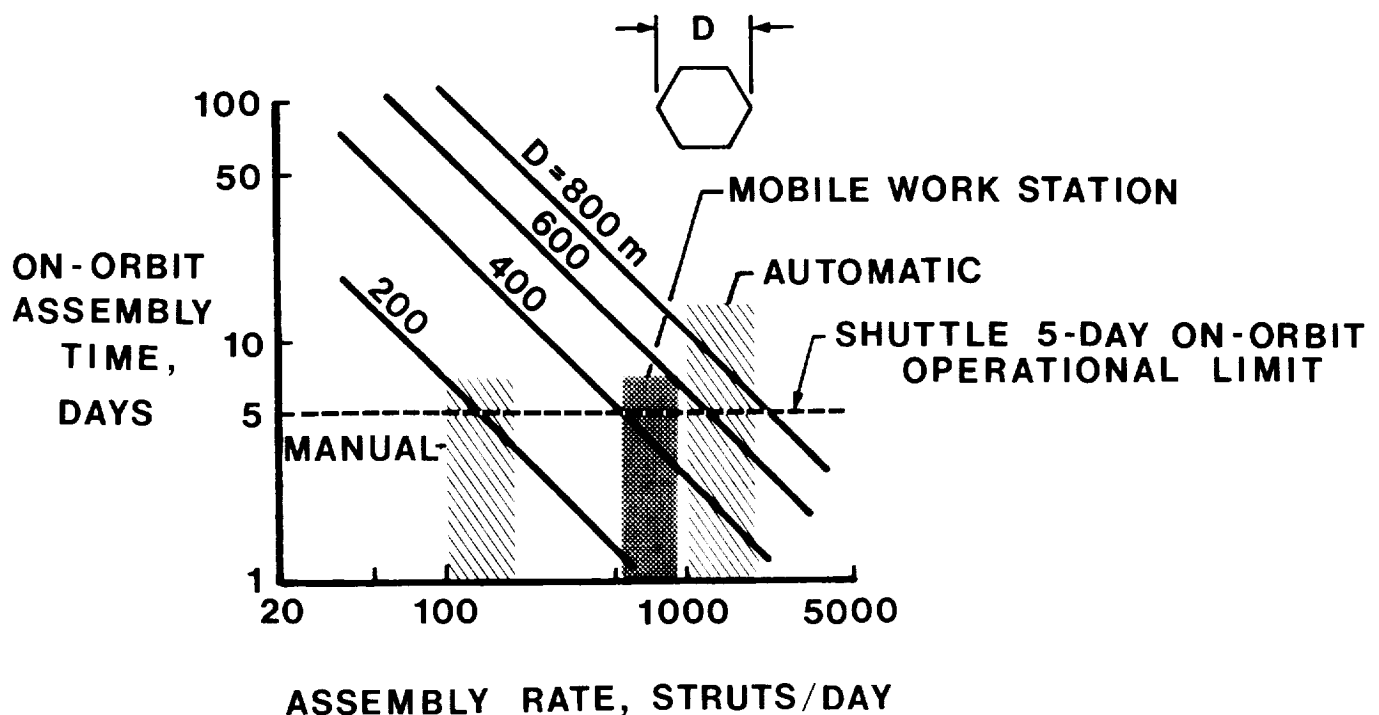 D
100
50
10
5
1
ON-ORBIT
ASSEMBLY
TIME,
DAYS
D = 800 m
600
400
200
MOBILE WORK STATION
AUTOMATIC
SHUTTLE 5-DAY ON-ORBIT
OPERATIONAL LIMIT
MANUAL
20
100
1000
5000
ASSEMBLY RATE, STRUTS/DAY